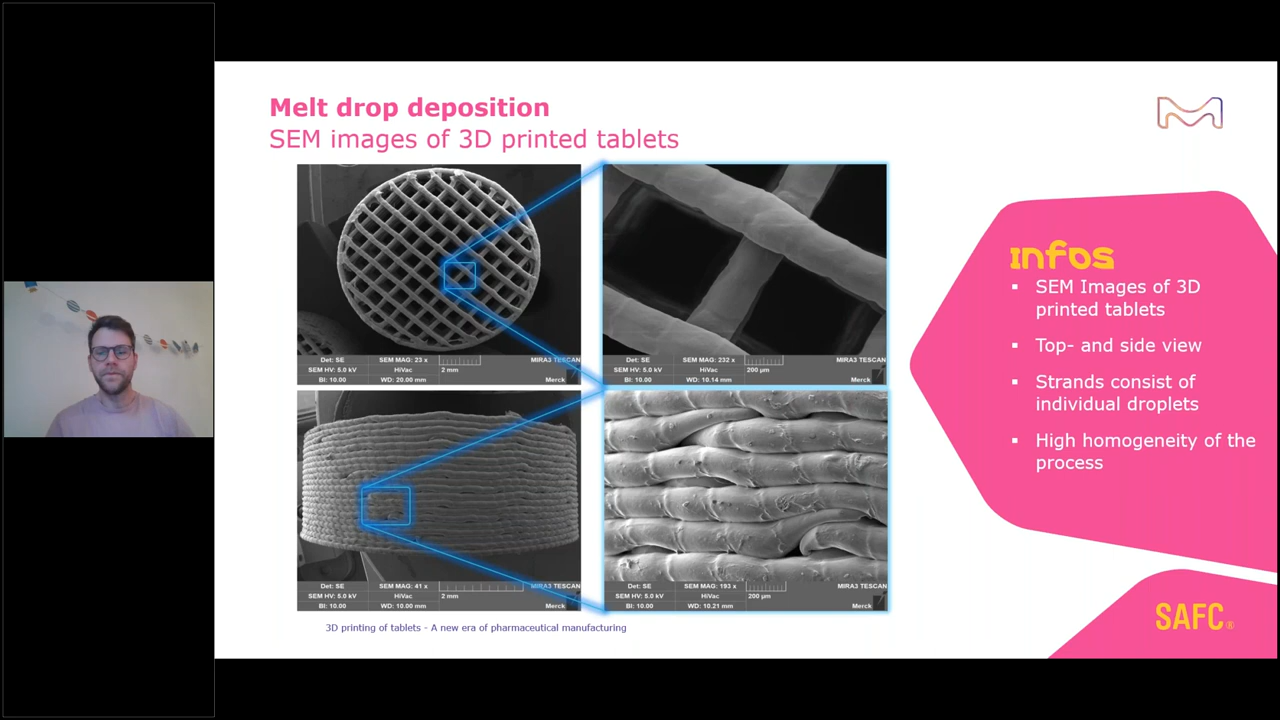 Melt drop deposition
SEM images of 3D printed tablets
Det: SE SEM MAG: 23 x MIRA3 TESCAN
SEM HV: 5.0 kV HiVac 2 mm
BI: 10.00 WD: 20.00 mm Merck
Det: SE SEM MAG: 232 x MIRA3 TESCAN
SEM HV: 5.0 kV HiVac 200 µm
BI: 10.00 WD: 10.14 mm Merck
Det: SE SEM MAG: 41 x MIRA3 TESCAN
SEM HV: 5.0 kV HiVac 2 mm
BI: 10.00 WD: 10.00 mm Merck
Det: SE SEM MAG: 193 x MIRA3 TESCAN
SEM HV: 5.0 kV HiVac 200 µm
BI: 10.00 WD: 10.21 mm Merck
3D printing of tablets - A new era of pharmaceutical manufacturing
infos
▪ SEM Images of 3D
printed tablets
▪ Top- and side view
▪ Strands consist of
individual droplets
▪ High homogeneity of the
process
SAFC®